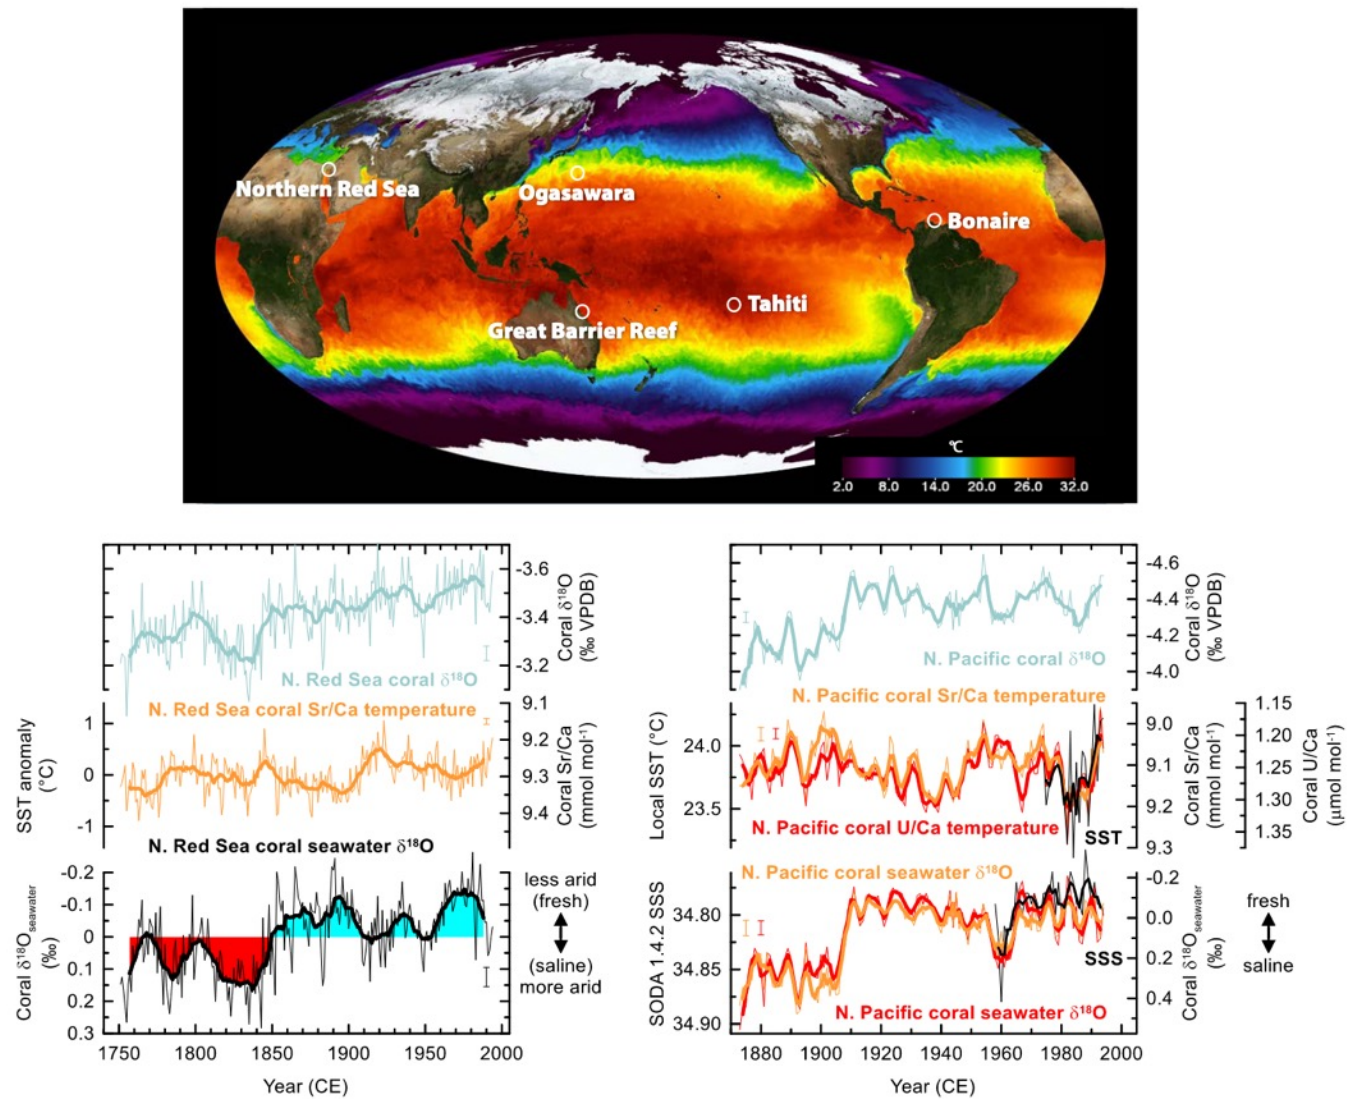 Northern Red Sea
Ogasawara
Bonaire
Tahiti
Great Barrier Reef
℃
2.0 8.0 14.0 20.0 26.0 32.0
-3.6
-3.4
-3.2
Coral δ¹⁸O
(‰ VPDB)
N. Red Sea coral δ¹⁸O
N. Red Sea coral Sr/Ca temperature
1
0
-1
SST anomaly
(°C)
9.1
9.2
9.3
9.4
Coral Sr/Ca
(mmol mol⁻¹)
N. Red Sea coral seawater δ¹⁸O
-0.2
-0.1
0
0.1
0.2
0.3
Coral δ¹⁸Oseawater
(‰)
less arid
(fresh)
(saline)
more arid
1750 1800 1850 1900 1950 2000
Year (CE)
-4.6
-4.4
-4.2
-4.0
Coral δ¹⁸O
(‰ VPDB)
N. Pacific coral δ¹⁸O
N. Pacific coral Sr/Ca temperature
24.0
23.5
Local SST (°C)
9.0
9.1
9.2
9.3
Coral Sr/Ca
(mmol mol⁻¹)
1.15
1.20
1.25
1.30
1.35
Coral U/Ca
(μmol mol⁻¹)
N. Pacific coral U/Ca temperature
SST
N. Pacific coral seawater δ¹⁸O
34.80
34.85
34.90
SODA 1.4.2 SSS
-0.2
0.0
0.2
0.4
Coral δ¹⁸Oseawater
(‰)
fresh
saline
SSS
N. Pacific coral seawater δ¹⁸O
1880 1900 1920 1940 1960 1980 2000
Year (CE)